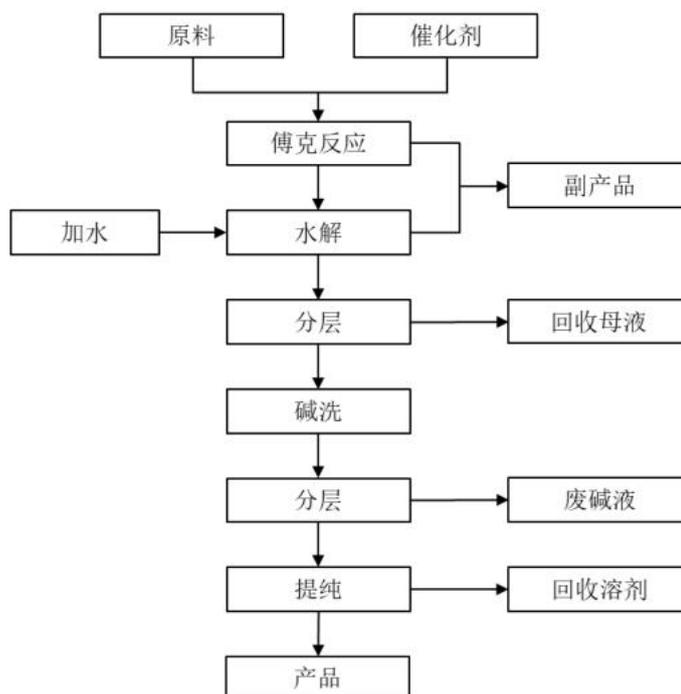 原料
催化剂
傅克反应
副产品
加水
水解
分层
回收母液
碱洗
分层
废碱液
提纯
回收溶剂
产品